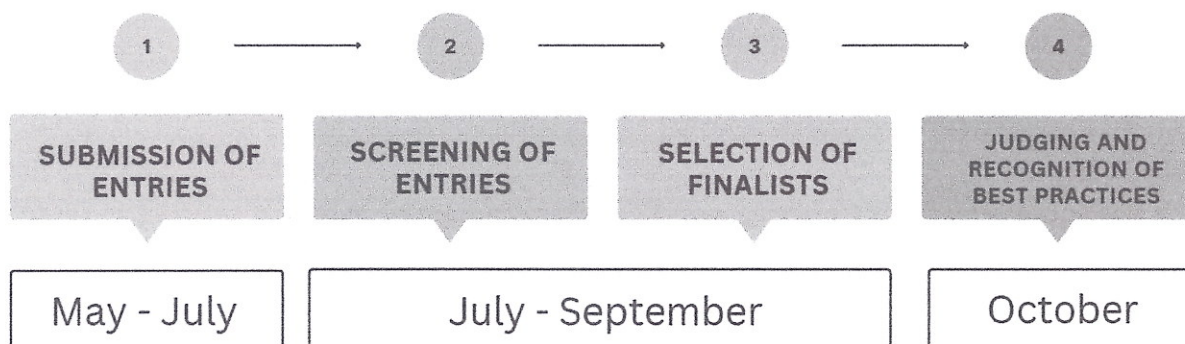 1
2
3
4
SUBMISSION OF
ENTRIES
SCREENING OF
ENTRIES
SELECTION OF
FINALISTS
JUDGING AND
RECOGNITION OF
BEST PRACTICES
May - July
July - September
October